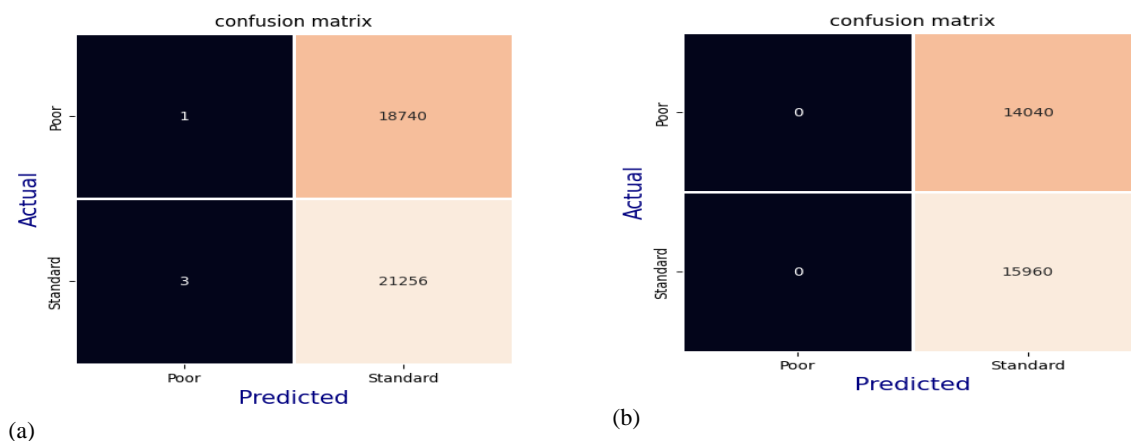 confusion matrix
Poor
1
18740
Actual
Standard
3
21256
Poor
Standard
Predicted
(a)
confusion matrix
Poor
0
14040
Actual
Standard
0
15960
Poor
Standard
Predicted
(b)